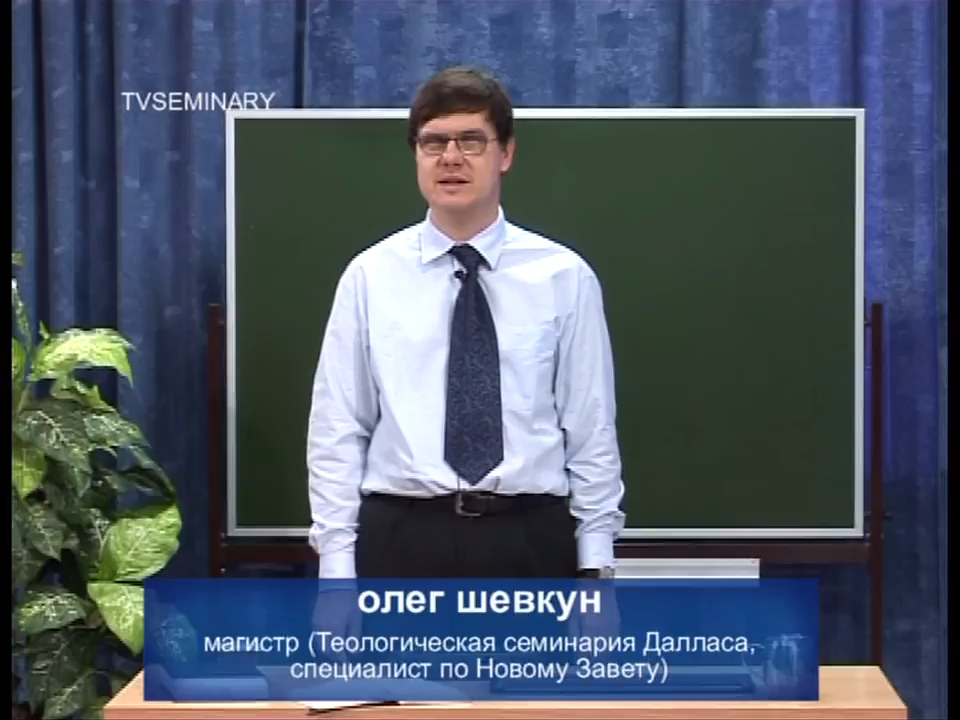 TVSEMINARY
олег шевкун
магистр (Теологическая семинария Далласа,
специалист по Новому Завету)